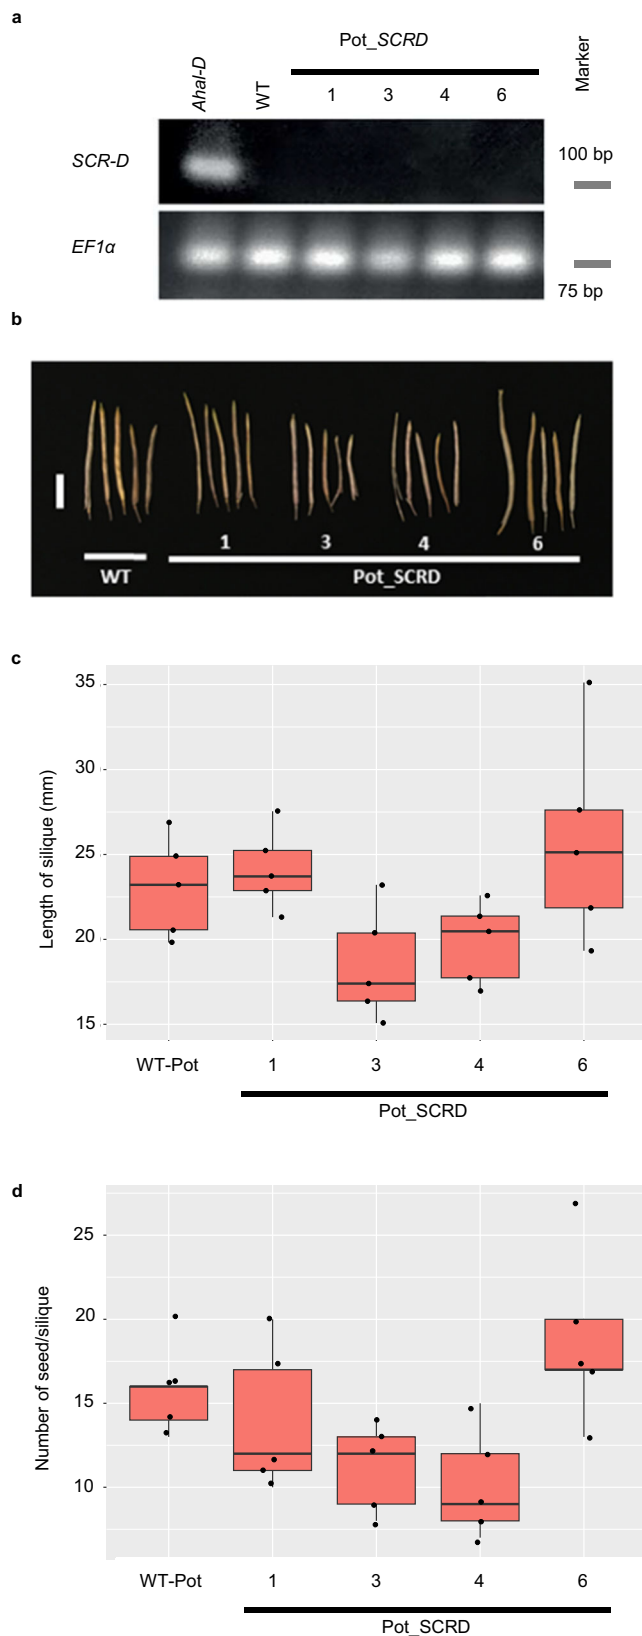 a
Pot_SCRD
Ahal-D
WT
1 3 4 6
Marker
SCR-D
100 bp
EF1α
75 bp
b
1 3 4 6
WT Pot_SCRD
c
Length of silique (mm)
35
30
25
20
15
WT-Pot 1 3 4 6
Pot_SCRD
d
Number of seed/silique
25
20
15
10
WT-Pot 1 3 4 6
Pot_SCRD